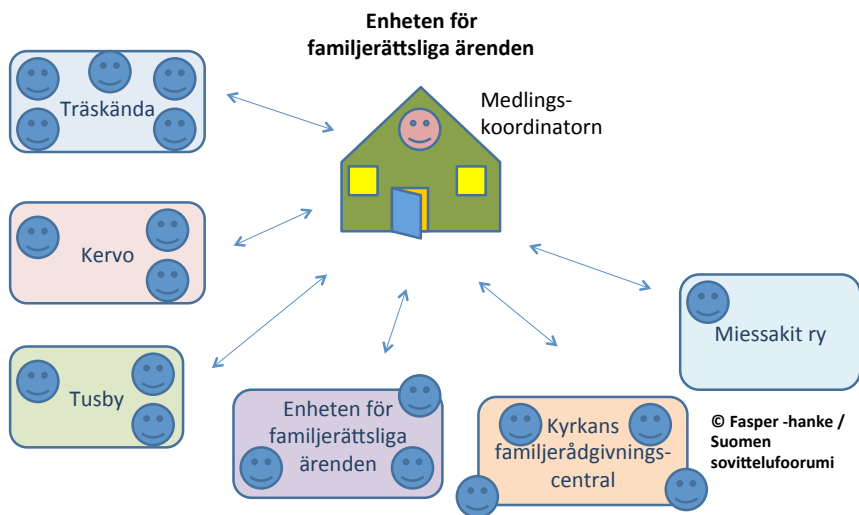 Enheten för
familjerättsliga ärenden
Medlings-
koordinatorn
Träskända
Kervo
Tusby
Enheten för
familjerättsliga
ärenden
Kyrkans
familjerådgivnings-
central
Miessakit ry
© Fasper -hanke /
Suomen
sovittelufoorumi